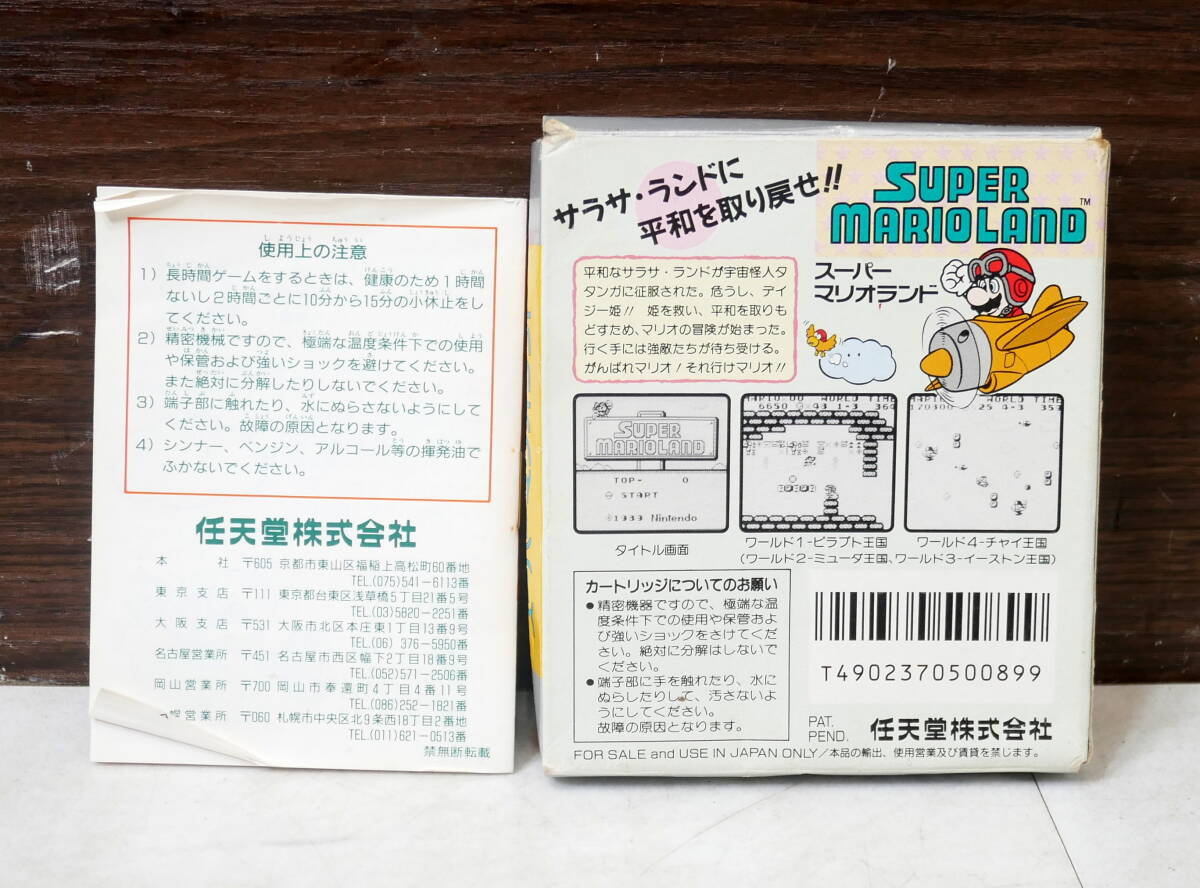 使用上の注意
しようじょう ちゅうい
1) 長時間ゲームをするときは、健康のため1時間
ないし2時間ごとに10分から15分の小休止をし
てください。
2) 精密機械ですので、極端な温度条件下での使用
や保管および強いショックを避けてください。
また絶対に分解したりしないでください。
3) 端子部に触れたり、水にぬらさないようにして
ください。故障の原因となります。
4) シンナー、ベンジン、アルコール等の揮発油で
ふかないでください。
任天堂株式会社
本 社 〒605 京都市東山区福稲上高松町60番地
TEL.(075)541-6113番
東京支店 〒111 東京都台東区浅草橋5丁目21番5号
TEL.(03)5820-2251番
大阪支店 〒531 大阪市北区本庄東1丁目13番9号
TEL.(06) 376-5950番
名古屋営業所 〒451 名古屋市西区幅下2丁目18番9号
TEL.(052)571-2506番
岡山営業所 〒700 岡山市奉還町4丁目4番11号
TEL.(086)252-1821番
幌営業所 〒060 札幌市中央区北9条西18丁目2番地
TEL.(011)621-0513番
禁無断転載
サラサ・ランドに
平和を取り戻せ!!
SUPER
MARIOLAND™
スーパー
マリオランド
平和なサラサ・ランドが宇宙怪人タ
タンガに征服された。危うし、デイ
ジー姫!! 姫を救い、平和を取りも
どすため、マリオの冒険が始まった。
行く手には強敵たちが待ち受ける。
がんばれマリオ!それ行けマリオ!!
SUPER
MARIOLAND
TOP- 0
START
©1989 Nintendo
タイトル画面
WORLD TIME
6650 ×43 1-3 364
ワールド1-ピラプト王国
(ワールド2-ミューダ王国、ワールド3-イーストン王国)
WORLD TIME
170300 25 4-3 357
ワールド4-チャイ王国
カートリッジについてのお願い
●精密機器ですので、極端な温
度条件下での使用や保管およ
び強いショックをさけてくだ
さい。絶対に分解はしないで
ください。
●端子部に手を触れたり、水に
ぬらしたりして、汚さないよ
うにしてください。
故障の原因となります。
T4902370500899
PAT.
PEND.
任天堂株式会社
FOR SALE and USE IN JAPAN ONLY/本品の輸出、使用営業及び賃貸を禁じます。